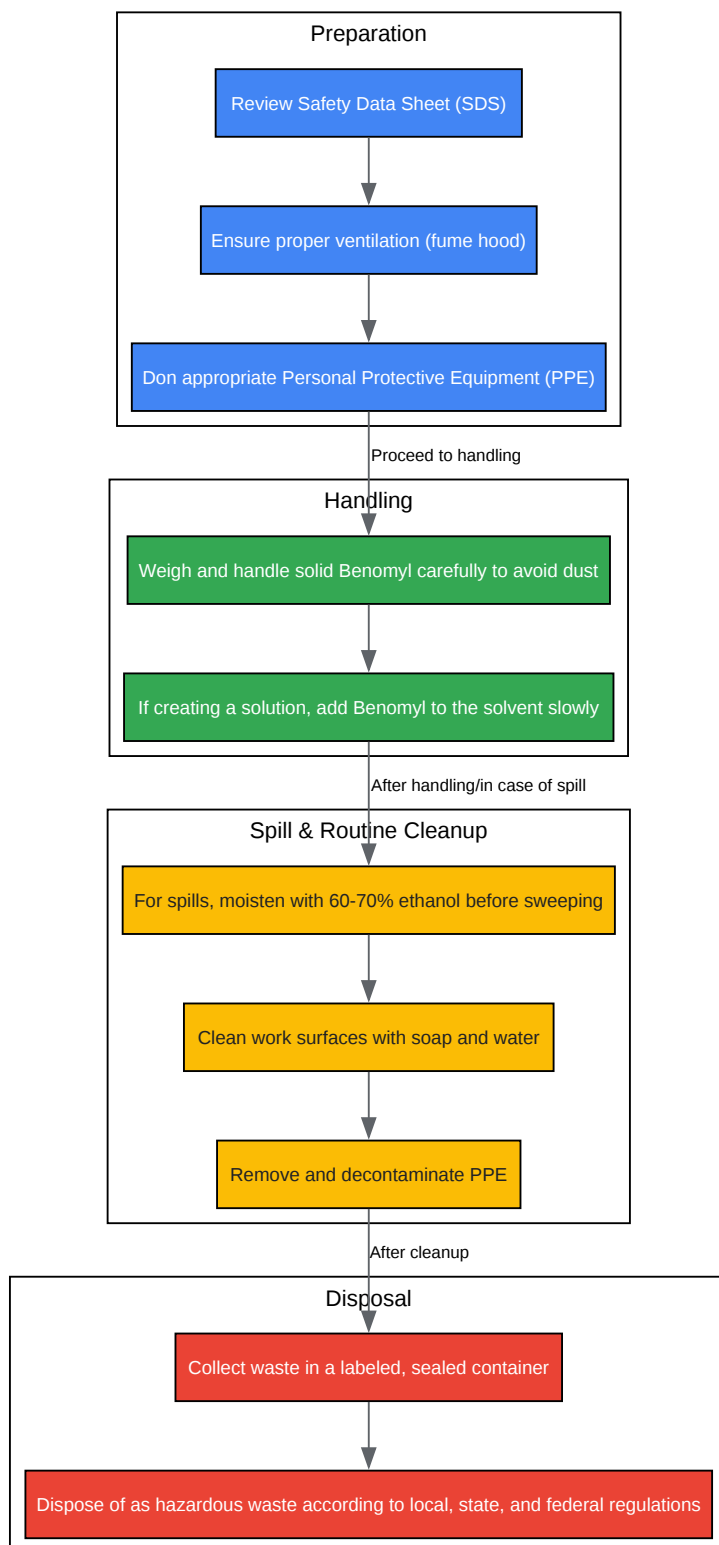 Preparation
Review Safety Data Sheet (SDS)
Ensure proper ventilation (fume hood)
Don appropriate Personal Protective Equipment (PPE)
Proceed to handling
Handling
Weigh and handle solid Benomyl carefully to avoid dust
If creating a solution, add Benomyl to the solvent slowly
After handling/in case of spill
Spill & Routine Cleanup
For spills, moisten with 60-70% ethanol before sweeping
Clean work surfaces with soap and water
Remove and decontaminate PPE
After cleanup
Disposal
Collect waste in a labeled, sealed container
Dispose of as hazardous waste according to local, state, and federal regulations